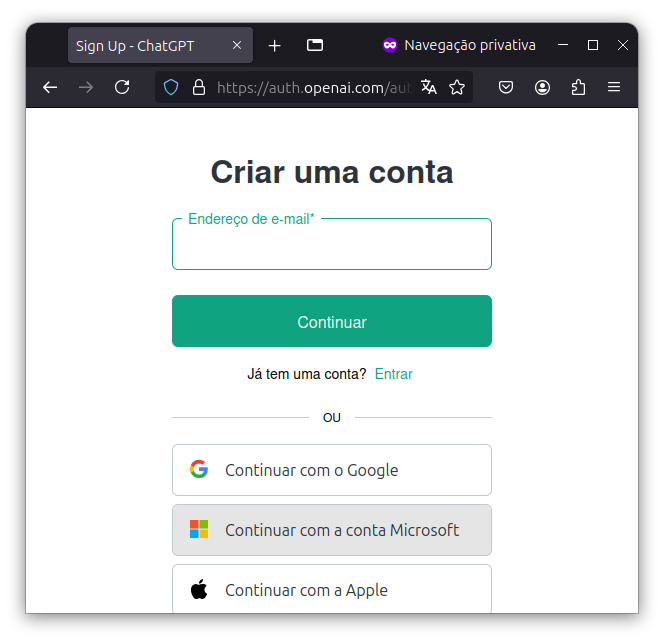 Sign Up - ChatGPT
Navegação privativa
https://auth.openai.com/aut
Criar uma conta
Endereço de e-mail*
Continuar
Já tem uma conta? Entrar
OU
Continuar com o Google
Continuar com a conta Microsoft
Continuar com a Apple